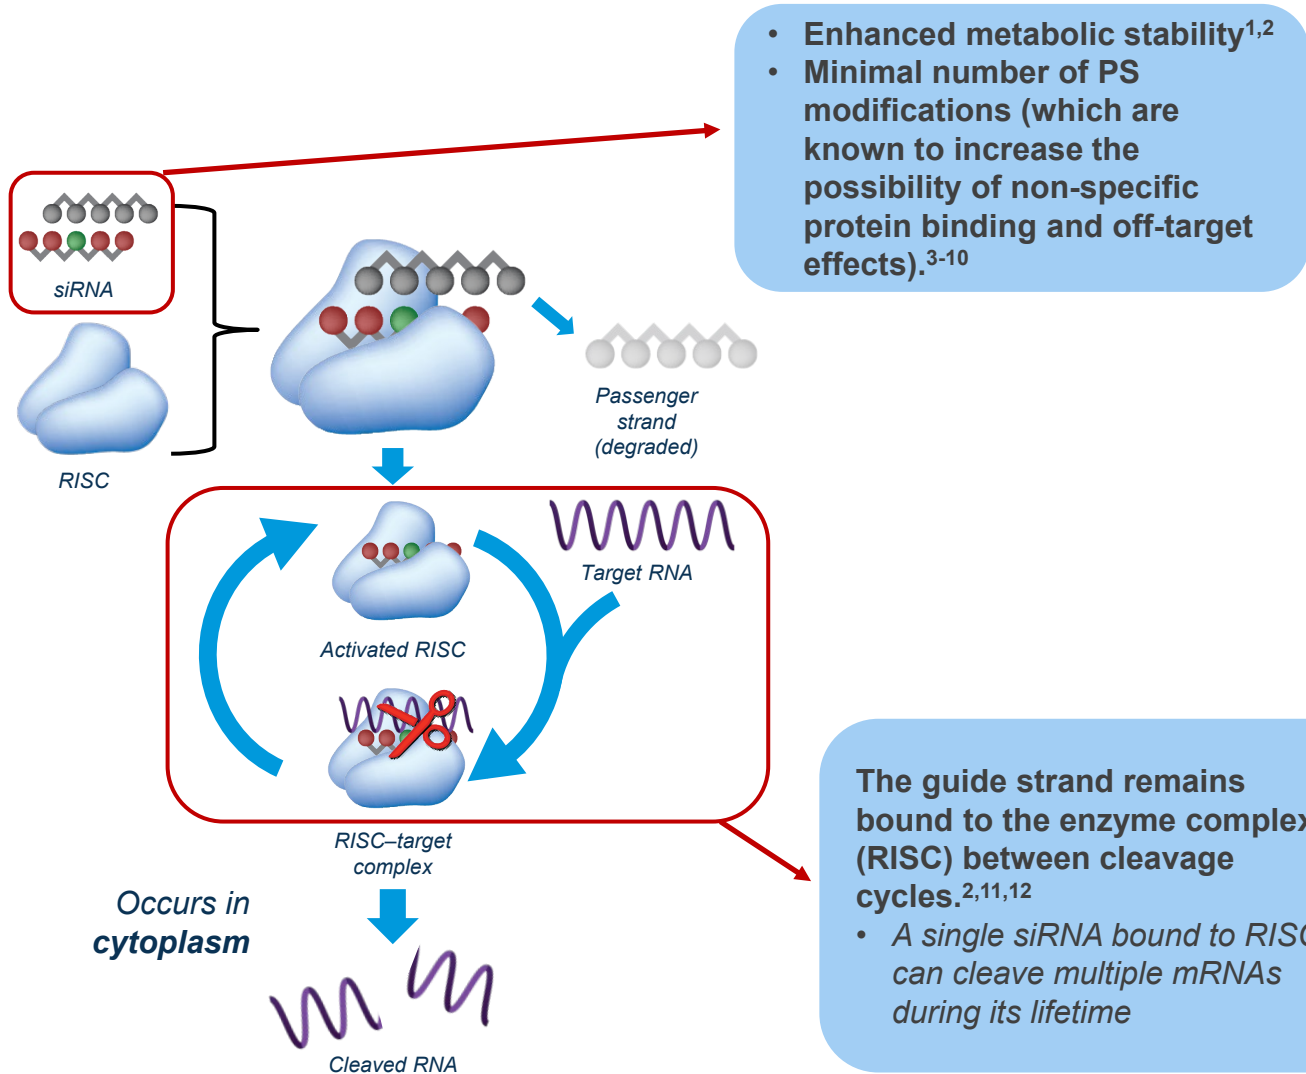 • Enhanced metabolic stability1,2
• Minimal number of PS
modifications (which are
known to increase the
possibility of non-specific
protein binding and off-target
effects).3-10
siRNA
RISC
Passenger
strand
(degraded)
Target RNA
Activated RISC
RISC–target
complex
Occurs in
cytoplasm
Cleaved RNA
The guide strand remains
bound to the enzyme complex
(RISC) between cleavage
cycles.2,11,12
• A single siRNA bound to RISC
can cleave multiple mRNAs
during its lifetime